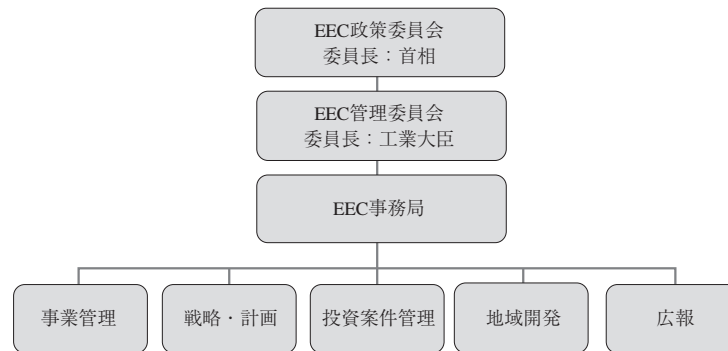 EEC政策委員会
委員長：首相
EEC管理委員会
委員長：工業大臣
EEC事務局
事業管理
戦略・計画
投資案件管理
地域開発
広報